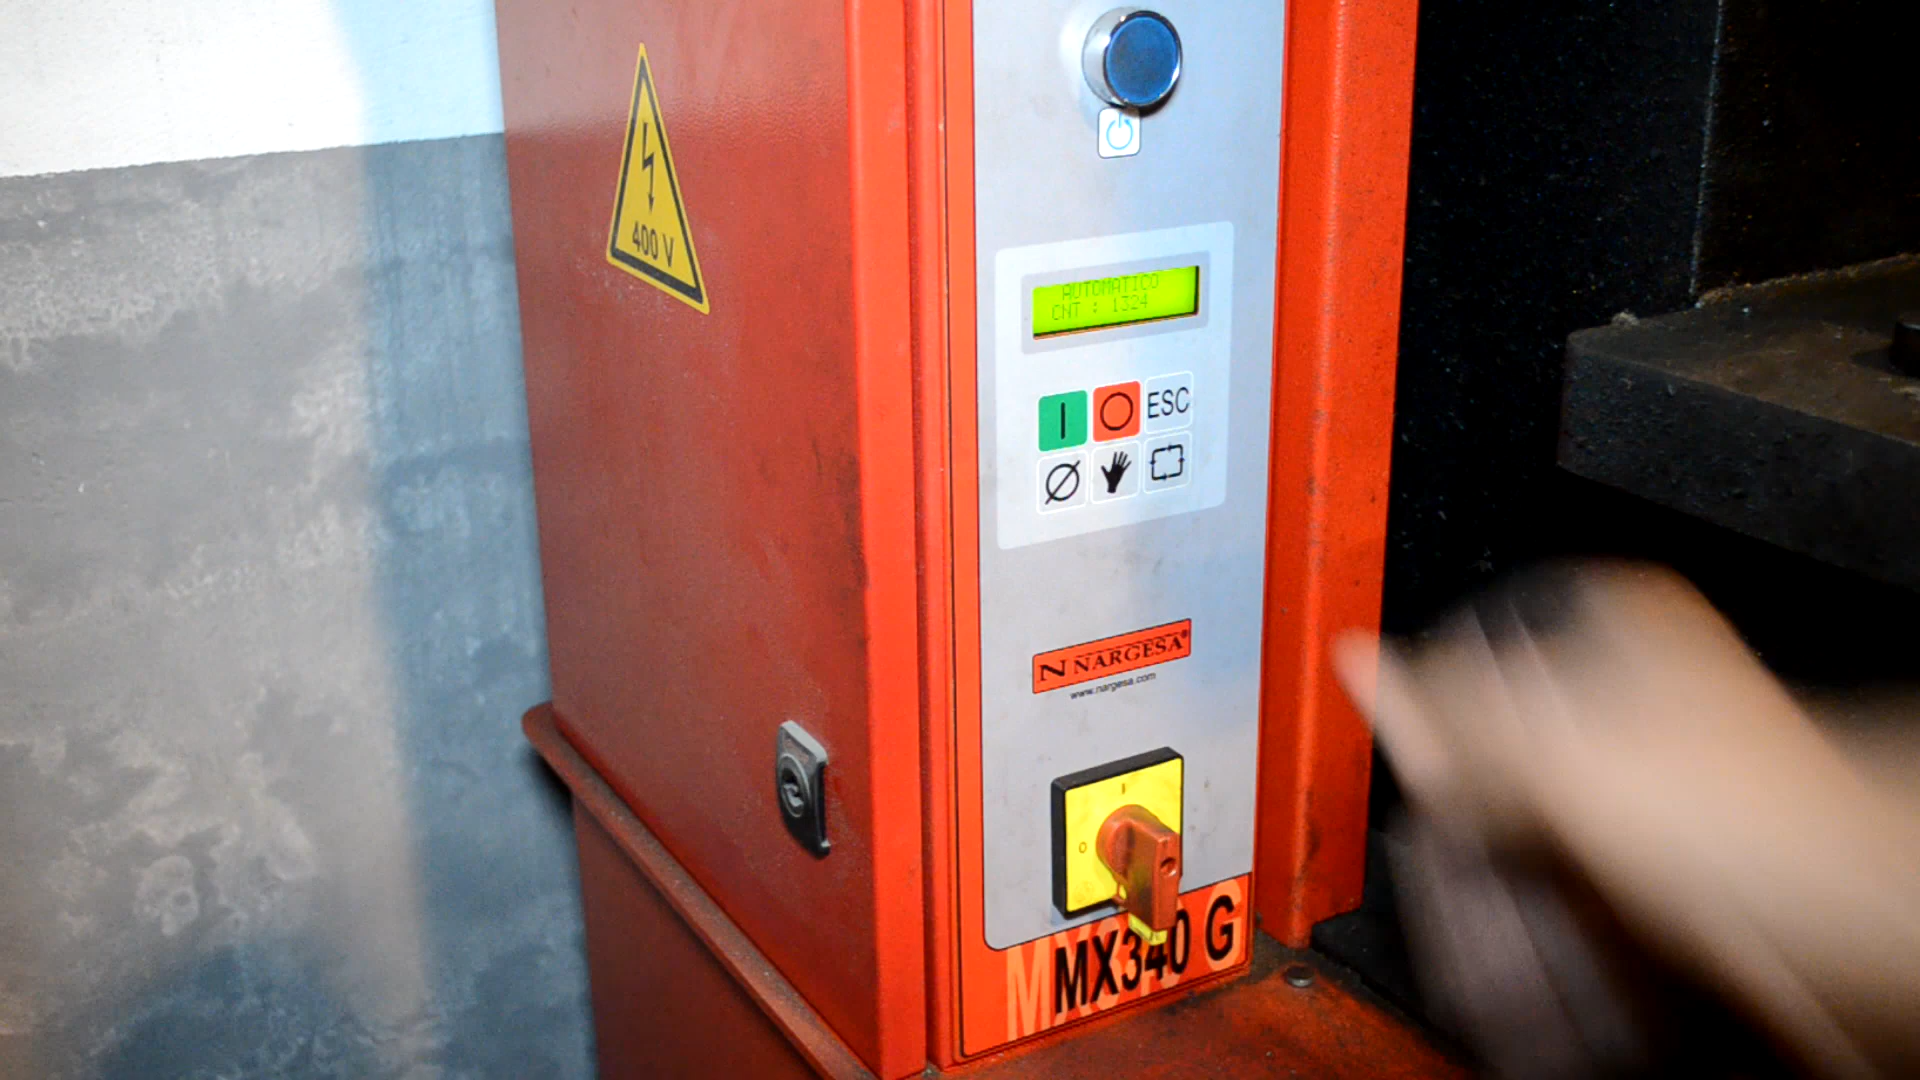 400 V
AUTOMATICO
CNT : 1324
I
O
ESC
N NARGESA®
www.nargesa.com
I
O
MX340 G